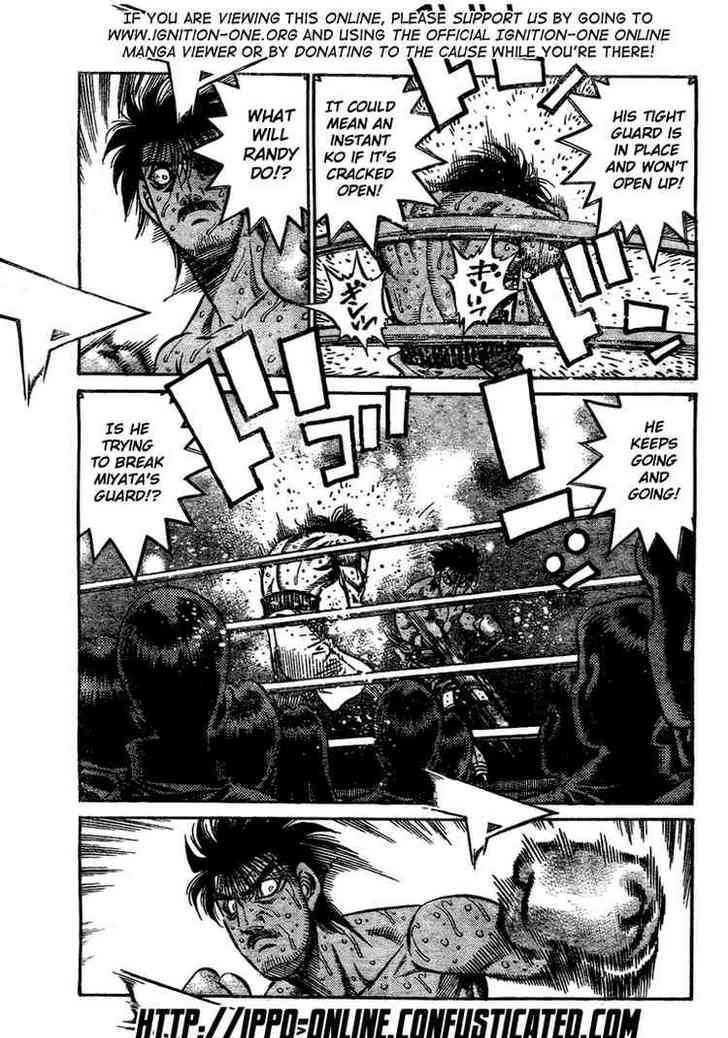 IF YOU ARE VIEWING THIS ONLINE, PLEASE SUPPORT US BY GOING TO
WWW.IGNITION-ONE.ORG AND USING THE OFFICIAL IGNITION-ONE ONLINE
MANGA VIEWER OR BY DONATING TO THE CAUSE WHILE YOU'RE THERE!
HIS TIGHT
GUARD IS
IN PLACE
AND WON'T
OPEN UP!
IT COULD
MEAN AN
INSTANT
KO IF IT'S
CRACKED
OPEN!
WHAT
WILL
RANDY
DO!?
HE
KEEPS
GOING
AND
GOING!
IS HE
TRYING
TO BREAK
MIYATA'S
GUARD!?
HTTP://IPPO-ONLINE.CONFUSTICATED.COM